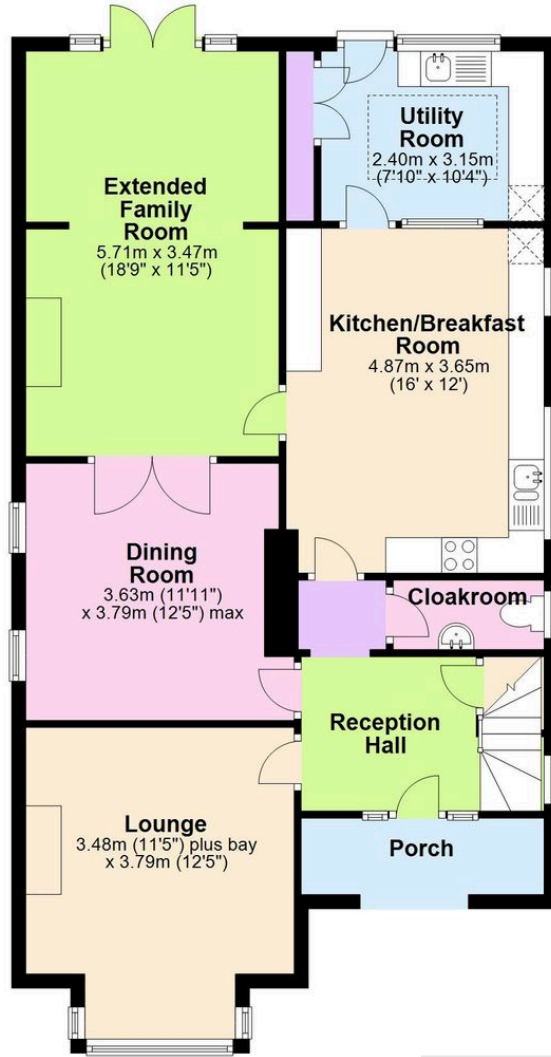 Extended
Family
Room
5.71m x 3.47m
(18'9" x 11'5")
Utility
Room
2.40m x 3.15m
(7'10" x 10'4")
Kitchen/Breakfast
Room
4.87m x 3.65m
(16' x 12')
Dining
Room
3.63m (11'11")
x 3.79m (12'5") max
Cloakroom
Reception
Hall
Lounge
3.48m (11'5") plus bay
x 3.79m (12'5")
Porch